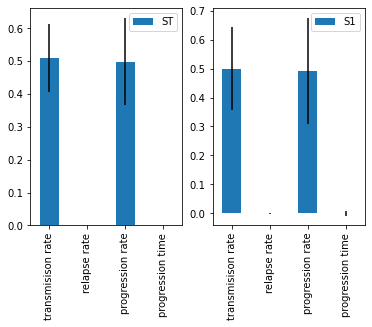 ST
0.6
0.5
0.4
0.3
0.2
0.1
0.0
transmisison rate
relapse rate
progression rate
progression time
S1
0.7
0.6
0.5
0.4
0.3
0.2
0.1
0.0
transmisison rate
relapse rate
progression rate
progression time